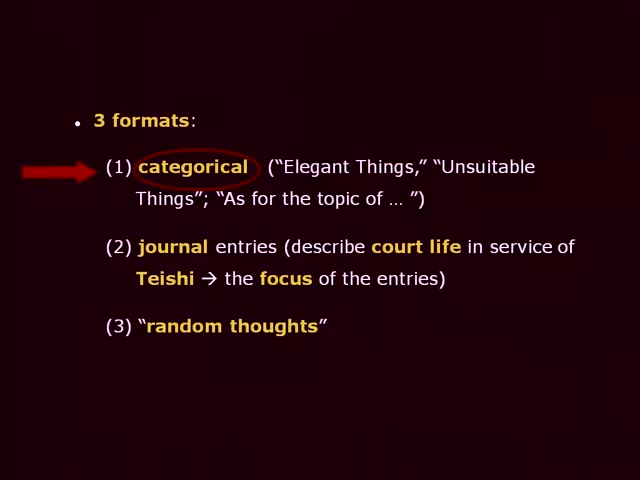 • 3 formats:
(1) categorical (“Elegant Things,” “Unsuitable
Things”; “As for the topic of … ”)
(2) journal entries (describe court life in service of
Teishi → the focus of the entries)
(3) “random thoughts”